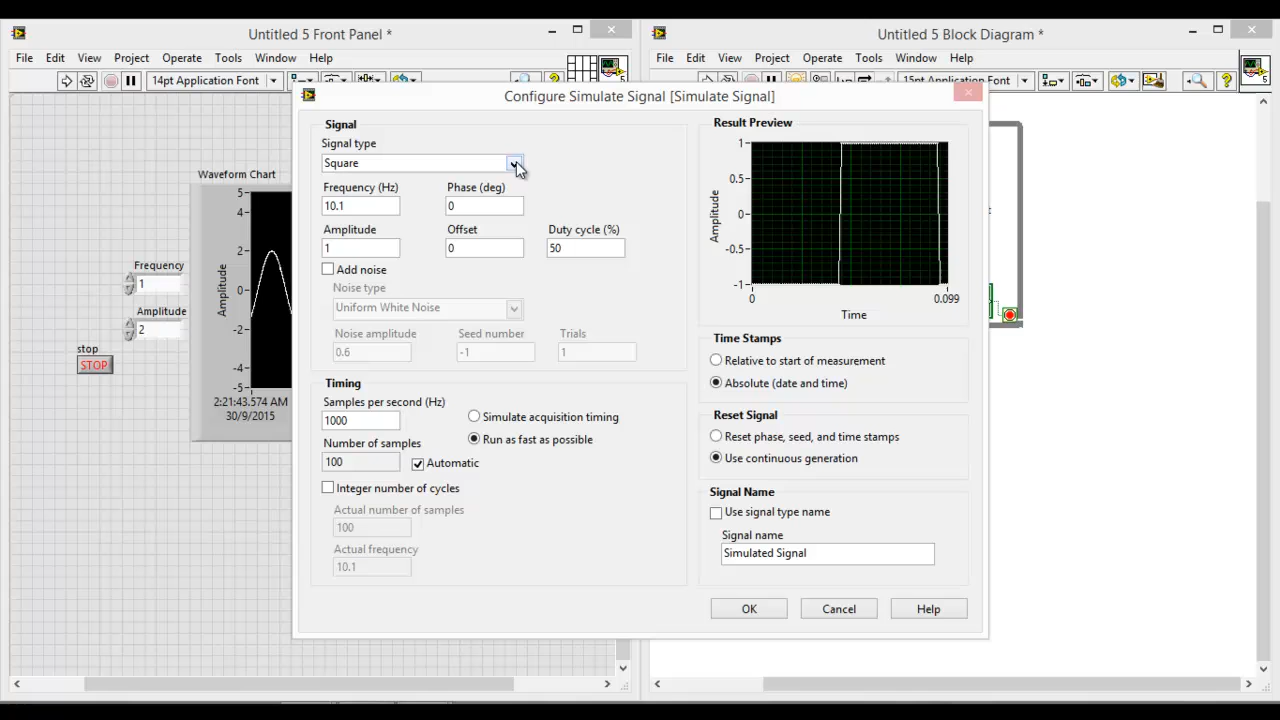 Untitled 5 Front Panel *
File Edit View Project Operate Tools Window Help
14pt Application Font
Untitled 5 Block Diagram *
File Edit View Project Operate Tools Window Help
15pt Application Font
Waveform Chart
Amplitude
5
4
2
0
-2
-4
-5
2:21:43.574 AM
30/9/2015
Frequency
1
Amplitude
2
stop
STOP
Configure Simulate Signal [Simulate Signal]
Signal
Signal type
Square
Frequency (Hz) Phase (deg)
10.1 0
Amplitude Offset Duty cycle (%)
1 0 50
Add noise
Noise type
Uniform White Noise
Noise amplitude Seed number Trials
0.6 -1 1
Timing
Samples per second (Hz)
1000
Simulate acquisition timing
Run as fast as possible
Number of samples
100
Automatic
Integer number of cycles
Actual number of samples
100
Actual frequency
10.1
Result Preview
Amplitude
1
0.5
0
-0.5
-1
0 0.099
Time
Time Stamps
Relative to start of measurement
Absolute (date and time)
Reset Signal
Reset phase, seed, and time stamps
Use continuous generation
Signal Name
Use signal type name
Signal name
Simulated Signal
OK Cancel Help